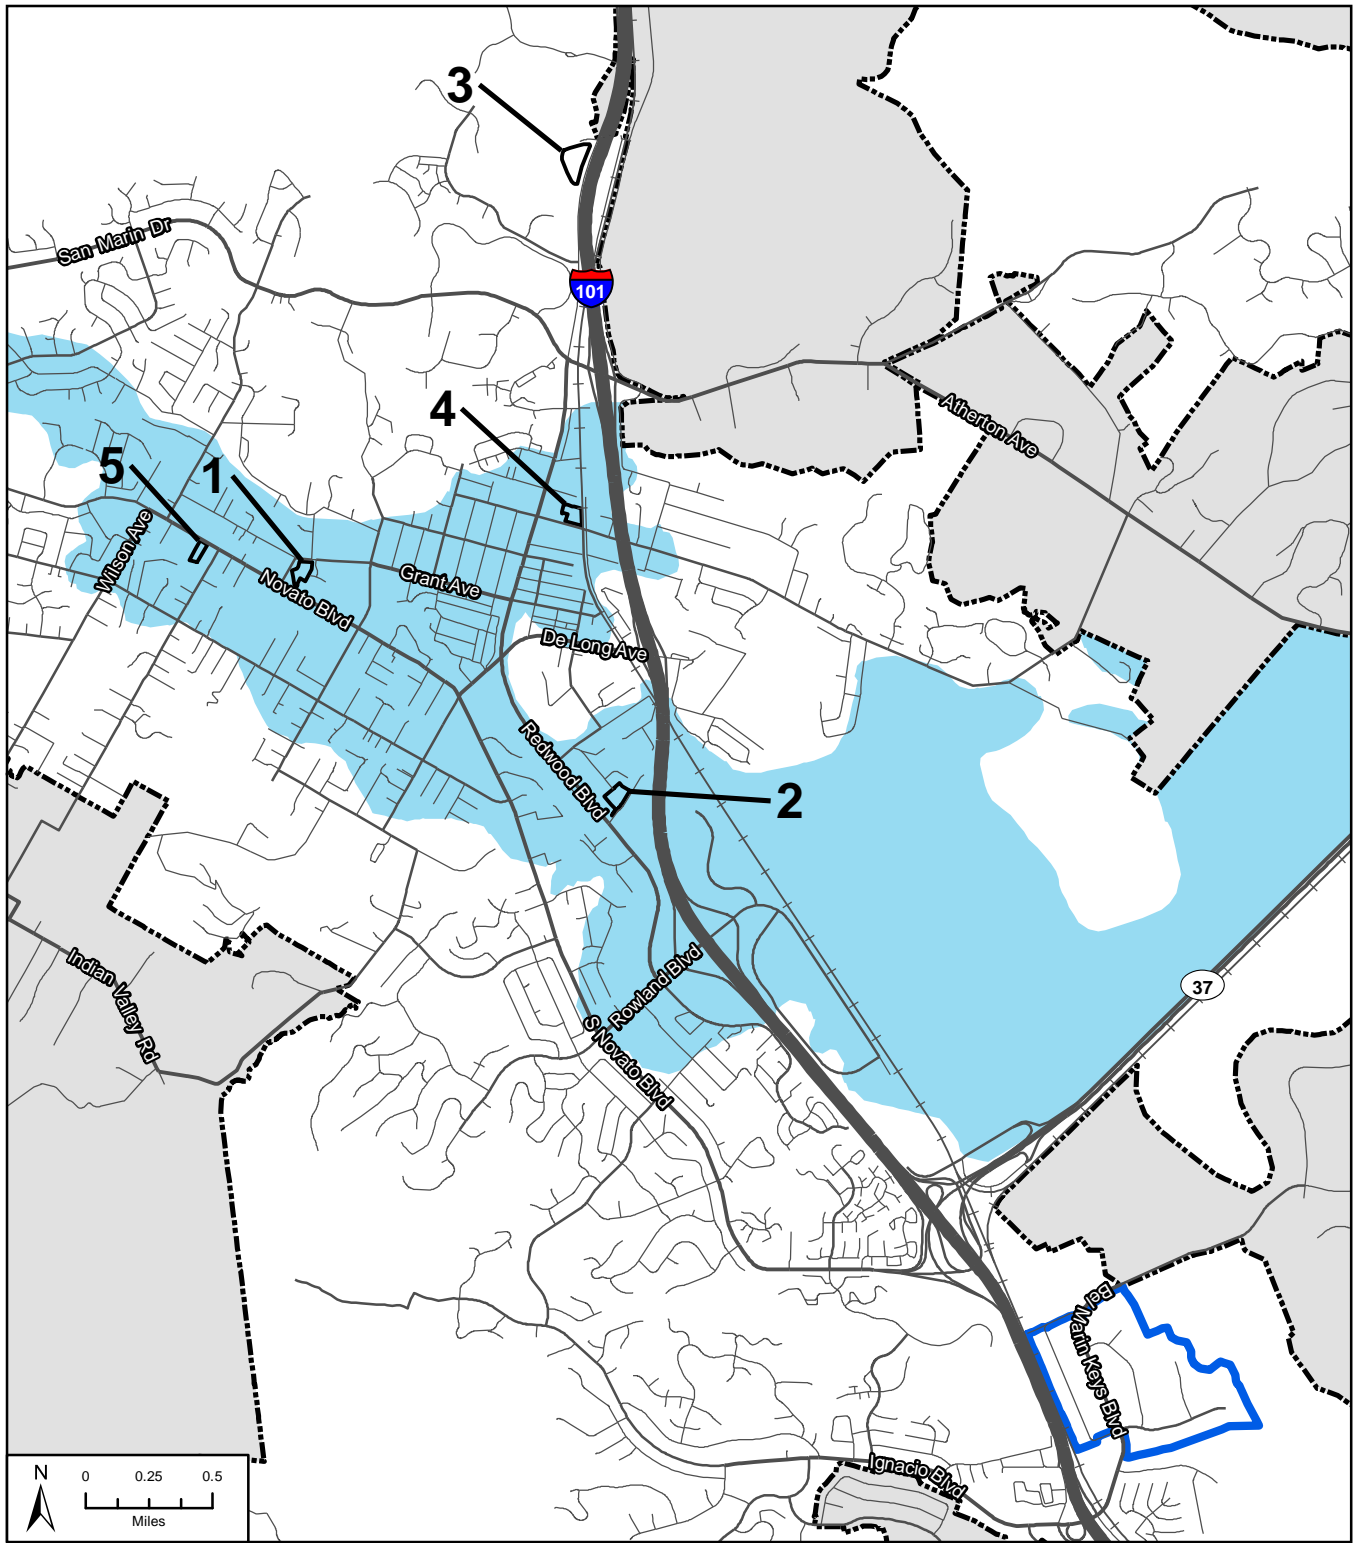 3
San Marin Dr
101
4
Atherton Ave
5
1
Wilson Ave
Grant Ave
Novato Blvd
De Long Ave
Redwood Blvd
2
Indian Valley Rd
Rowland Blvd
37
S Novato Blvd
Bel Marin Keys Blvd
Ignacio Blvd
N
0 0.25 0.5
Miles